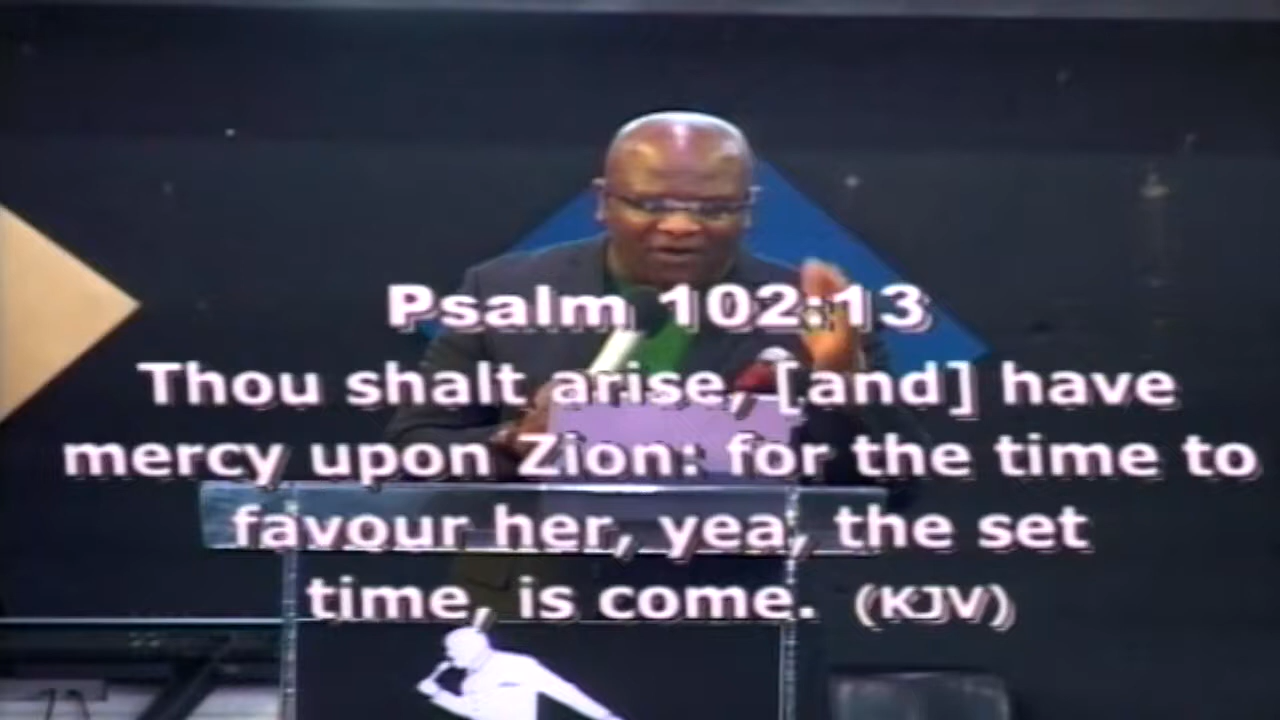 Psalm 102:13
Thou shalt arise, [and] have
mercy upon Zion: for the time to
favour her, yea, the set
time, is come. (KJV)